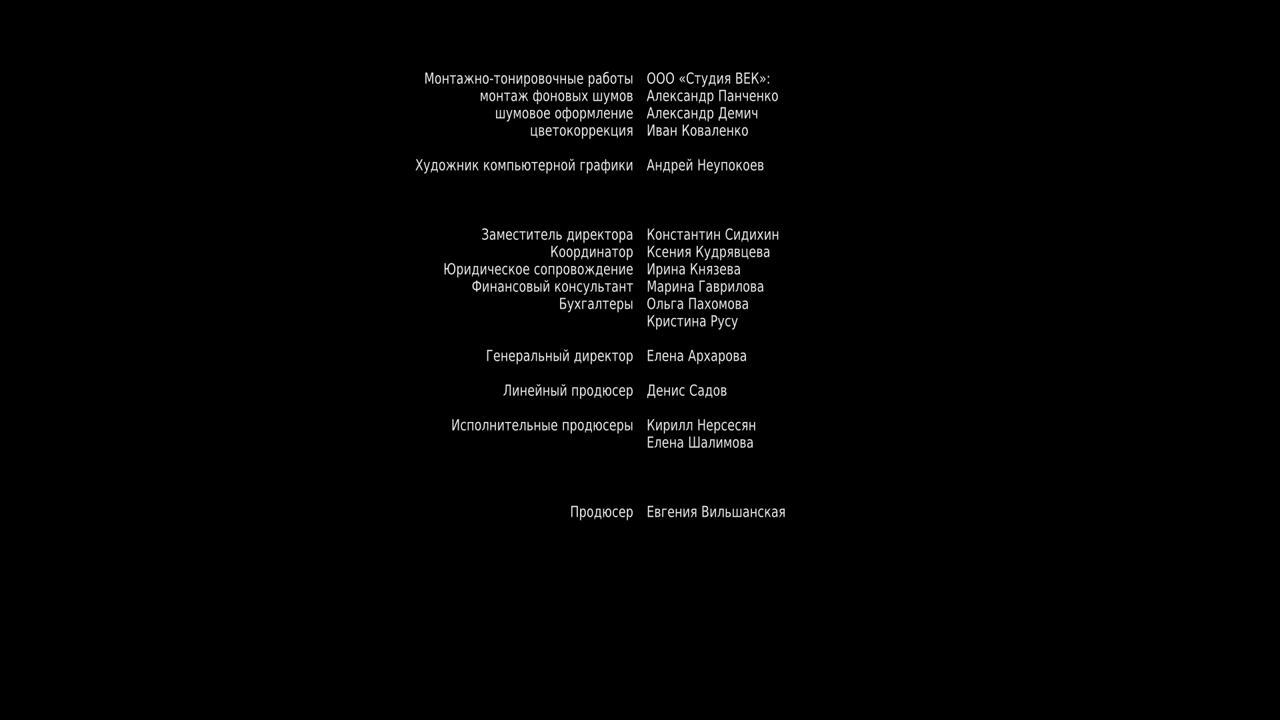 Монтажно-тонировочные работы ООО «Студия ВЕК»:
монтаж фоновых шумов Александр Панченко
шумовое оформление Александр Демич
цветокоррекция Иван Коваленко
Художник компьютерной графики Андрей Неупокоев
Заместитель директора Константин Сидихин
Координатор Ксения Кудрявцева
Юридическое сопровождение Ирина Князева
Финансовый консультант Марина Гаврилова
Бухгалтеры Ольга Пахомова
Кристина Русу
Генеральный директор Елена Архарова
Линейный продюсер Денис Садов
Исполнительные продюсеры Кирилл Нерсесян
Елена Шалимова
Продюсер Евгения Вильшанская